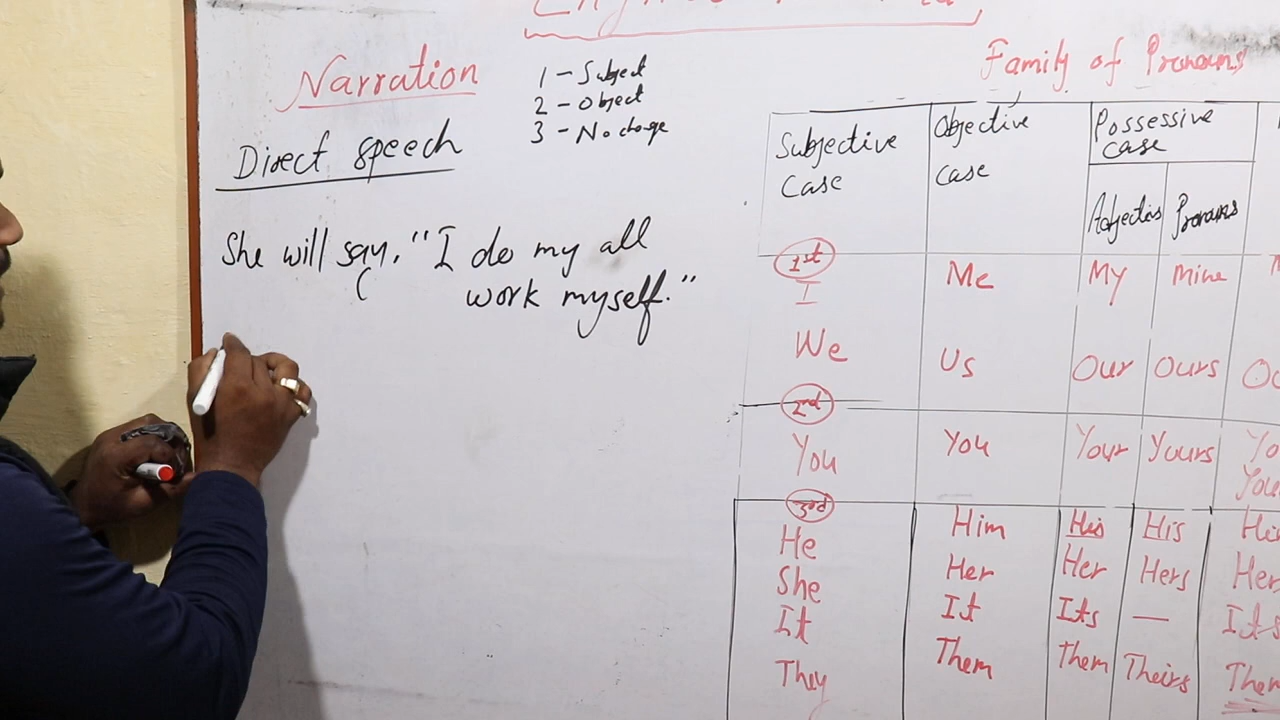 Narration
1 - Subject
2 - Object
3 - No change
Direct speech
She will say, "I do my all
work myself."
Family of Pronouns
Subjective Case
Objective Case
Possessive Case
Adjectives Pronouns
1st
I Me My Mine
We Us Our Ours
2nd
You You Your Yours
3rd
He Him His His
She Her Her Hers
It It Its —
They Them Them Theirs